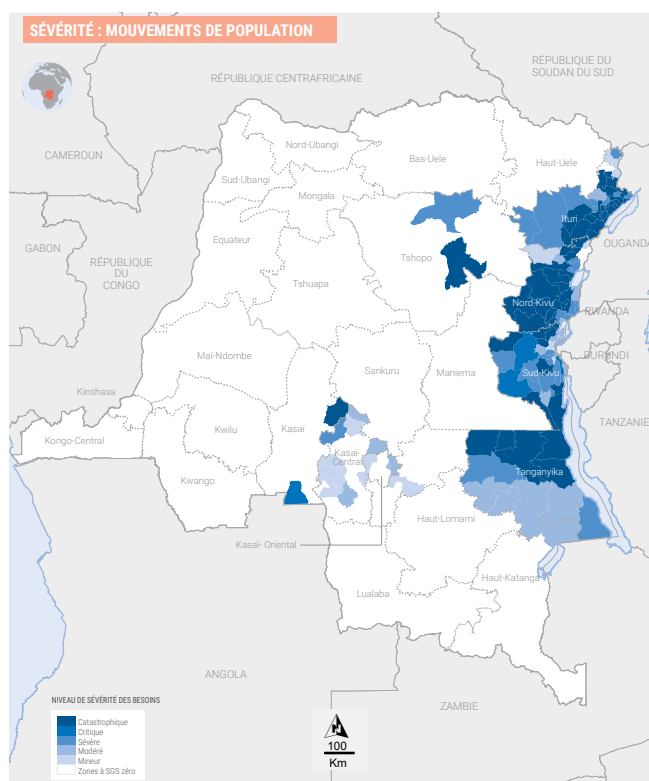 SÉVÉRITÉ : MOUVEMENTS DE POPULATION
RÉPUBLIQUE DU
SOUDAN DU SUD
RÉPUBLIQUE CENTRAFRICAINE
CAMEROUN
Nord-Ubangi
Bas-Uele
Haut-Uele
Sud-Ubangi
Mongala
Ituri
Equateur
GABON
RÉPUBLIQUE
DU
CONGO
Tshopo
OUGANDA
Tshuapa
Nord-Kivu
RWANDA
Maï-Ndombe
BURUNDI
Sankuru
Maniema
Sud-Kivu
Kinshasa
Kasaï
TANZANIE
Kongo-Central
Kwilu
Kasaï-
Central
Tanganyika
Kwango
Haut-Lomami
Kasaï- Oriental
Haut-Katanga
Lualaba
ANGOLA
ZAMBIE
NIVEAU DE SÉVÉRITÉ DES BESOINS
Catastrophique
Critique
Sévère
Modéré
Mineur
Zones à SGS zéro
100
Km